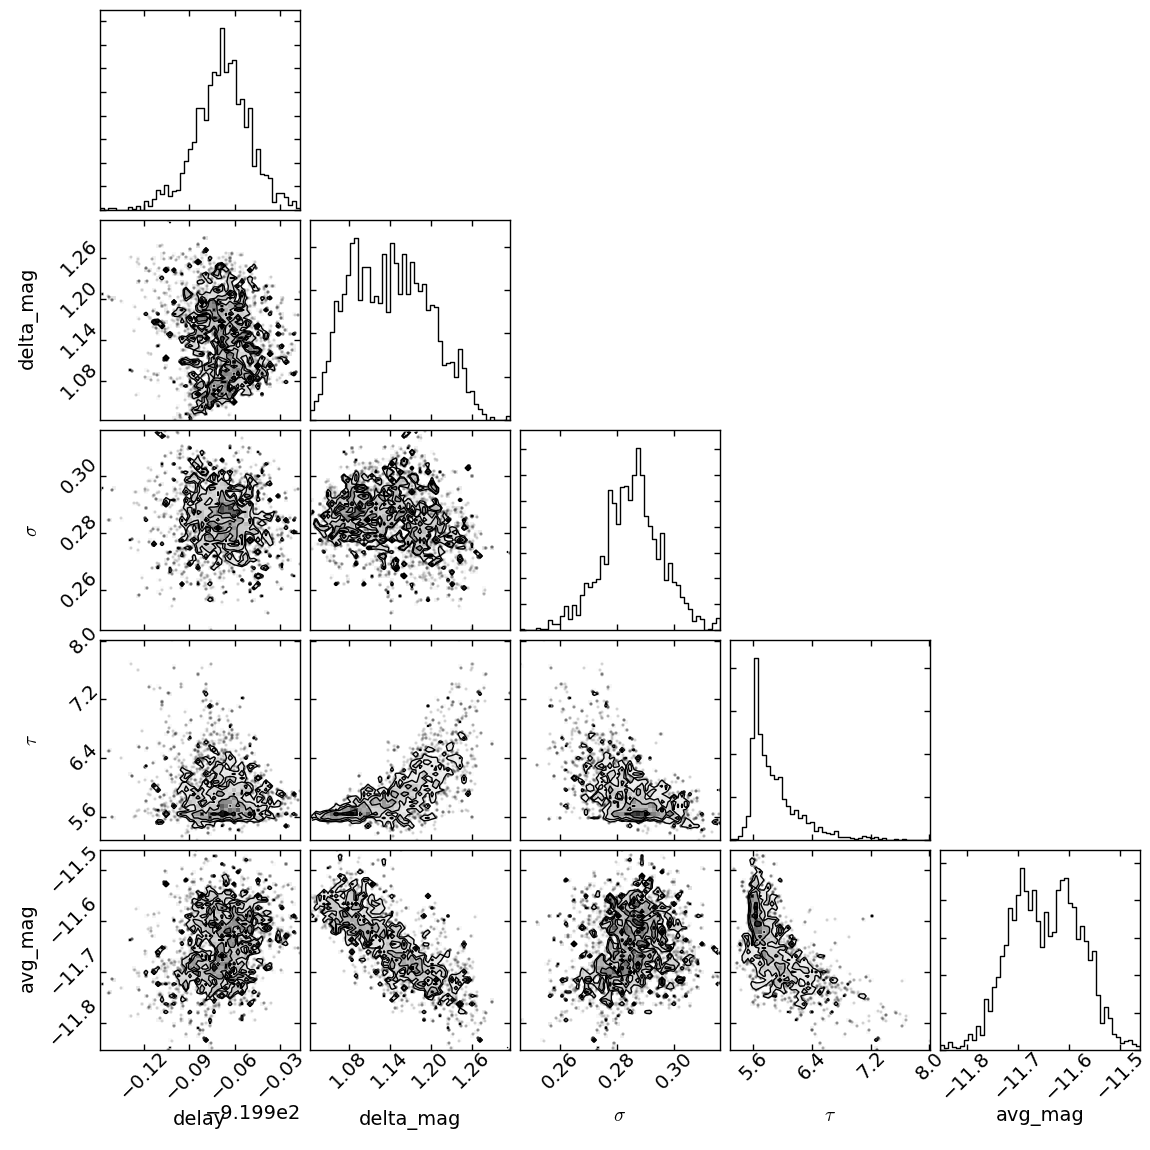 delta_mag
1.26
1.20
1.14
1.08
σ
0.30
0.28
0.26
τ
8.0
7.2
6.4
5.6
avg_mag
−11.5
−11.6
−11.7
−11.8
−0.12 −0.09 −0.06 −0.03
1.08 1.14 1.20 1.26
0.26 0.28 0.30
5.6 6.4 7.2 8.0
−11.8 −11.7 −11.6 −11.5
−9.199e2
delay delta_mag σ τ avg_mag